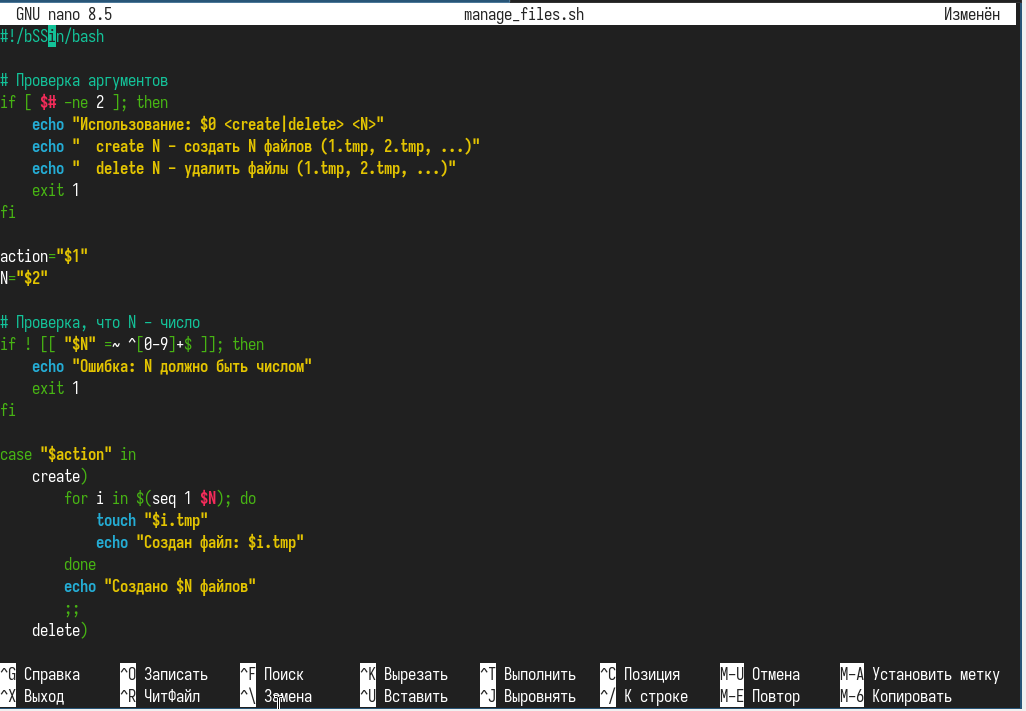 GNU nano 8.5 manage_files.sh Изменён
#!/bSSin/bash
# Проверка аргументов
if [ $# -ne 2 ]; then
    echo "Использование: $0 <create|delete> <N>"
    echo "  create N - создать N файлов (1.tmp, 2.tmp, ...)"
    echo "  delete N - удалить файлы (1.tmp, 2.tmp, ...)"
    exit 1
fi
action="$1"
N="$2"
# Проверка, что N - число
if ! [[ "$N" =~ ^[0-9]+$ ]]; then
    echo "Ошибка: N должно быть числом"
    exit 1
fi
case "$action" in
    create)
        for i in $(seq 1 $N); do
            touch "$i.tmp"
            echo "Создан файл: $i.tmp"
        done
        echo "Создано $N файлов"
        ;;
    delete)
^G Справка ^O Записать ^F Поиск ^K Вырезать ^T Выполнить ^C Позиция M-U Отмена M-A Установить метку
^X Выход ^R ЧитФайл ^\ Замена ^U Вставить ^J Выровнять ^/ К строке M-E Повтор M-6 Копировать